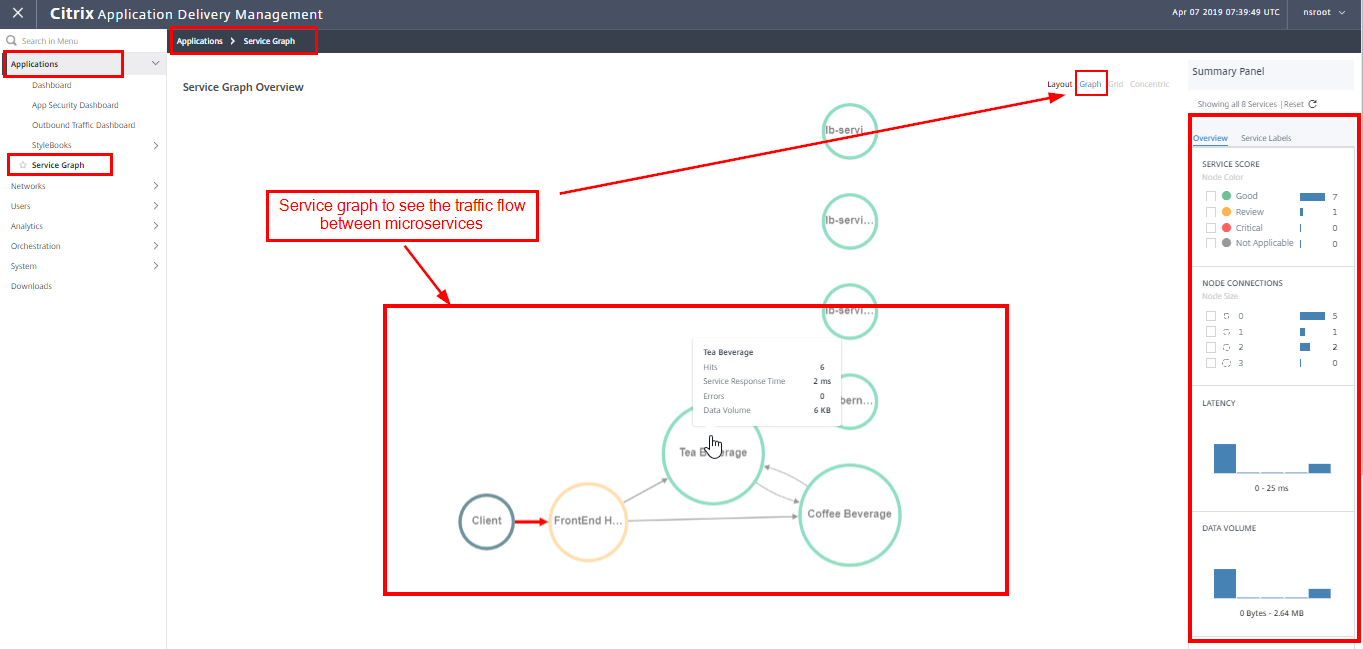 Citrix Application Delivery Management
Apr 07 2019 07:39:49 UTC
nsroot
Search in Menu
Applications
Dashboard
App Security Dashboard
Outbound Traffic Dashboard
StyleBooks
Service Graph
Networks
Users
Analytics
Orchestration
System
Downloads
Applications > Service Graph
Service Graph Overview
Layout Graph Grid Concentric
lb-servi...
lb-servi...
lb-servi...
bern...
Service graph to see the traffic flow
between microservices
Tea Beverage
Hits 6
Service Response Time 2 ms
Errors 0
Data Volume 6 KB
Client
FrontEnd H...
Coffee Beverage
Summary Panel
Showing all 8 Services | Reset
Overview Service Labels
SERVICE SCORE
Node Color
Good 7
Review 1
Critical 0
Not Applicable 0
NODE CONNECTIONS
Node Size
0 5
1 1
2 2
3 0
LATENCY
0 - 25 ms
DATA VOLUME
0 Bytes - 2.64 MB